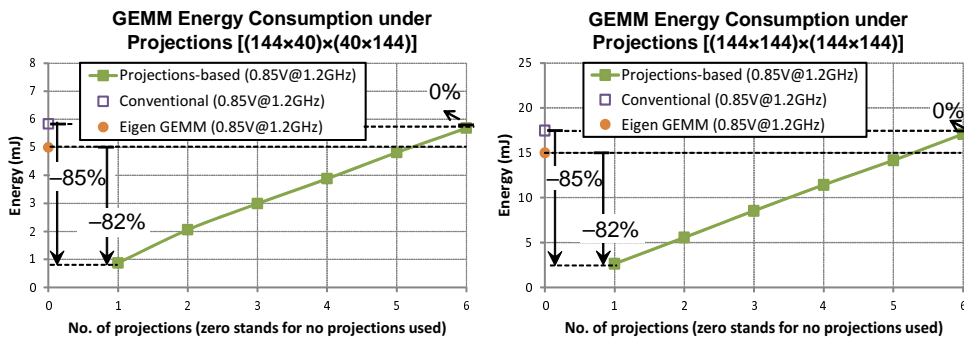 GEMM Energy Consumption under
Projections [(144×40)×(40×144)]
8
7
6
5
4
3
2
1
0
Energy (mJ)
Projections-based (0.85V@1.2GHz)
Conventional (0.85V@1.2GHz)
Eigen GEMM (0.85V@1.2GHz)
0%
–85%
–82%
0 1 2 3 4 5 6
No. of projections (zero stands for no projections used)
GEMM Energy Consumption under
Projections [(144×144)×(144×144)]
25
20
15
10
5
0
Energy (mJ)
Projections-based (0.85V@1.2GHz)
Conventional (0.85V@1.2GHz)
Eigen GEMM (0.85V@1.2GHz)
0%
–85%
–82%
0 1 2 3 4 5 6
No. of projections (zero stands for no projections used)